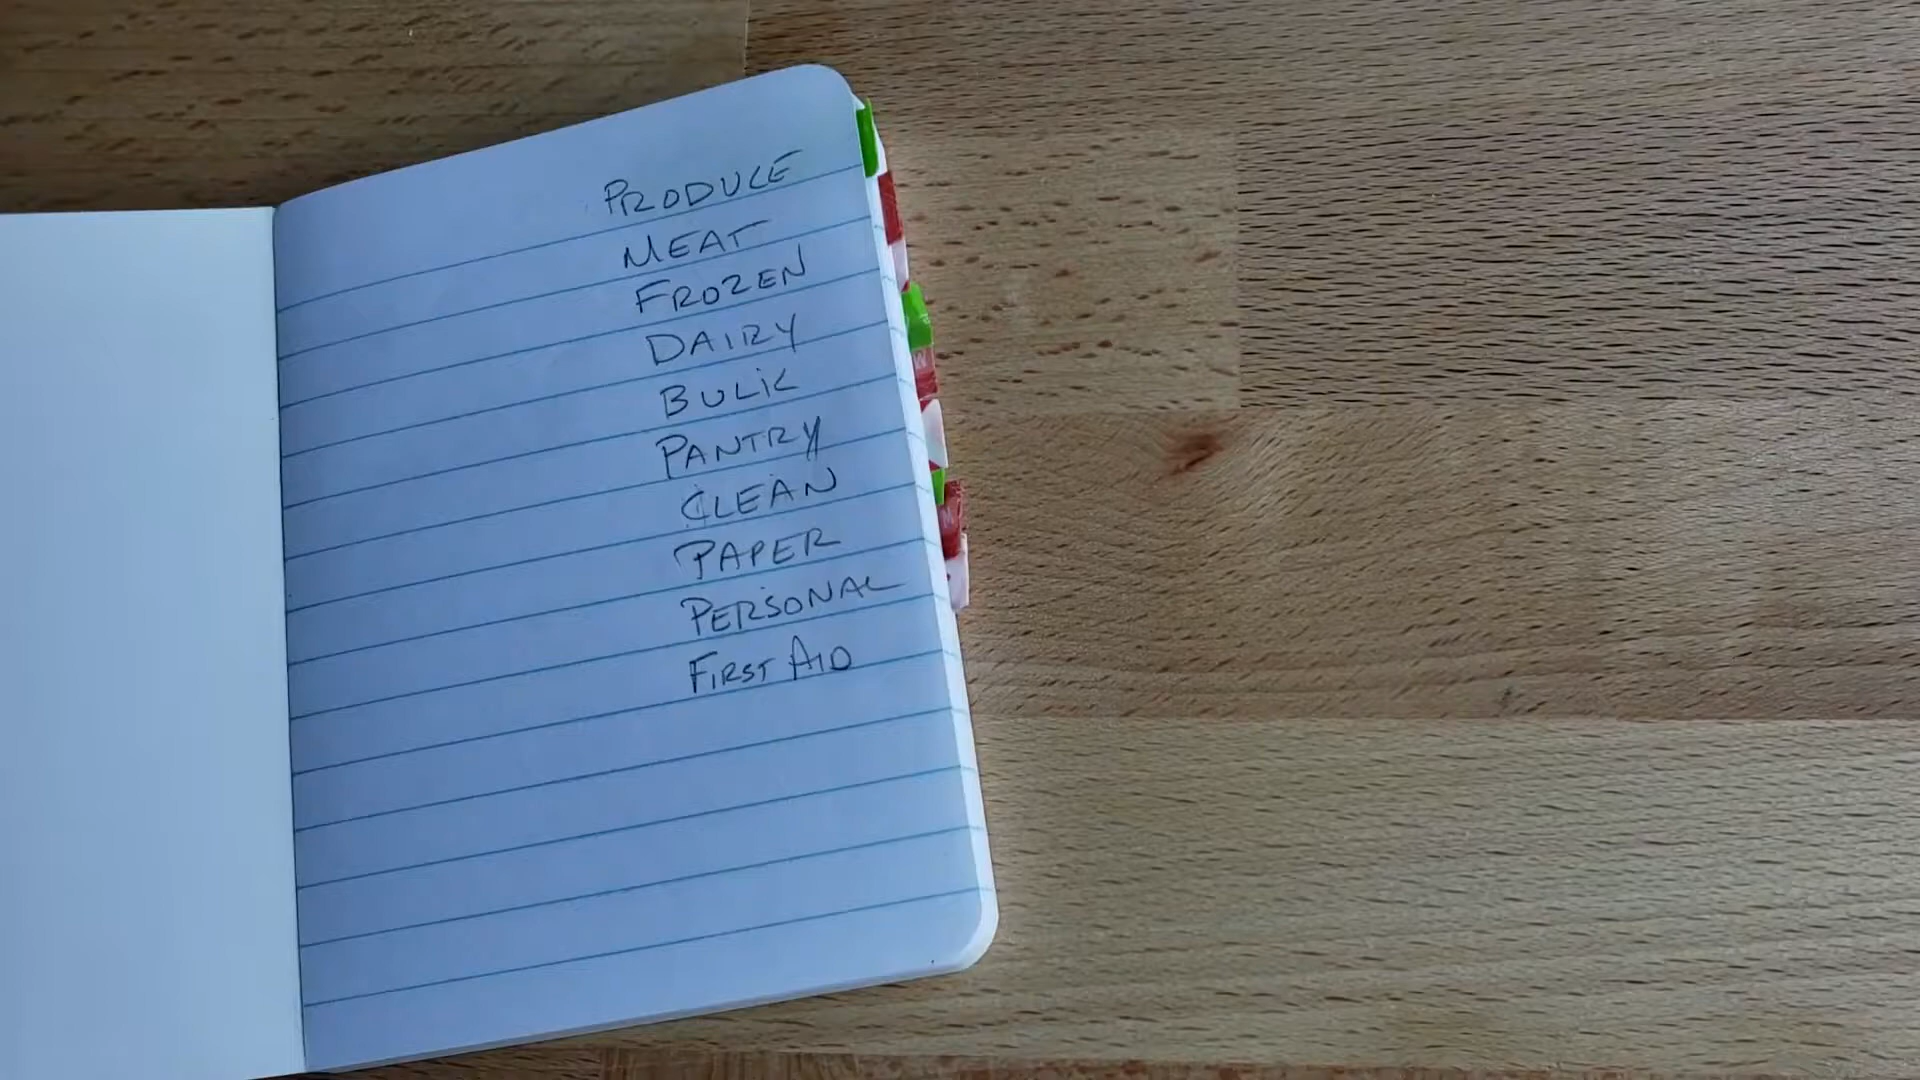 PRODUCE
MEAT
FROZEN
DAIRY
BULK
PANTRY
CLEAN
PAPER
PERSONAL
FIRST AID